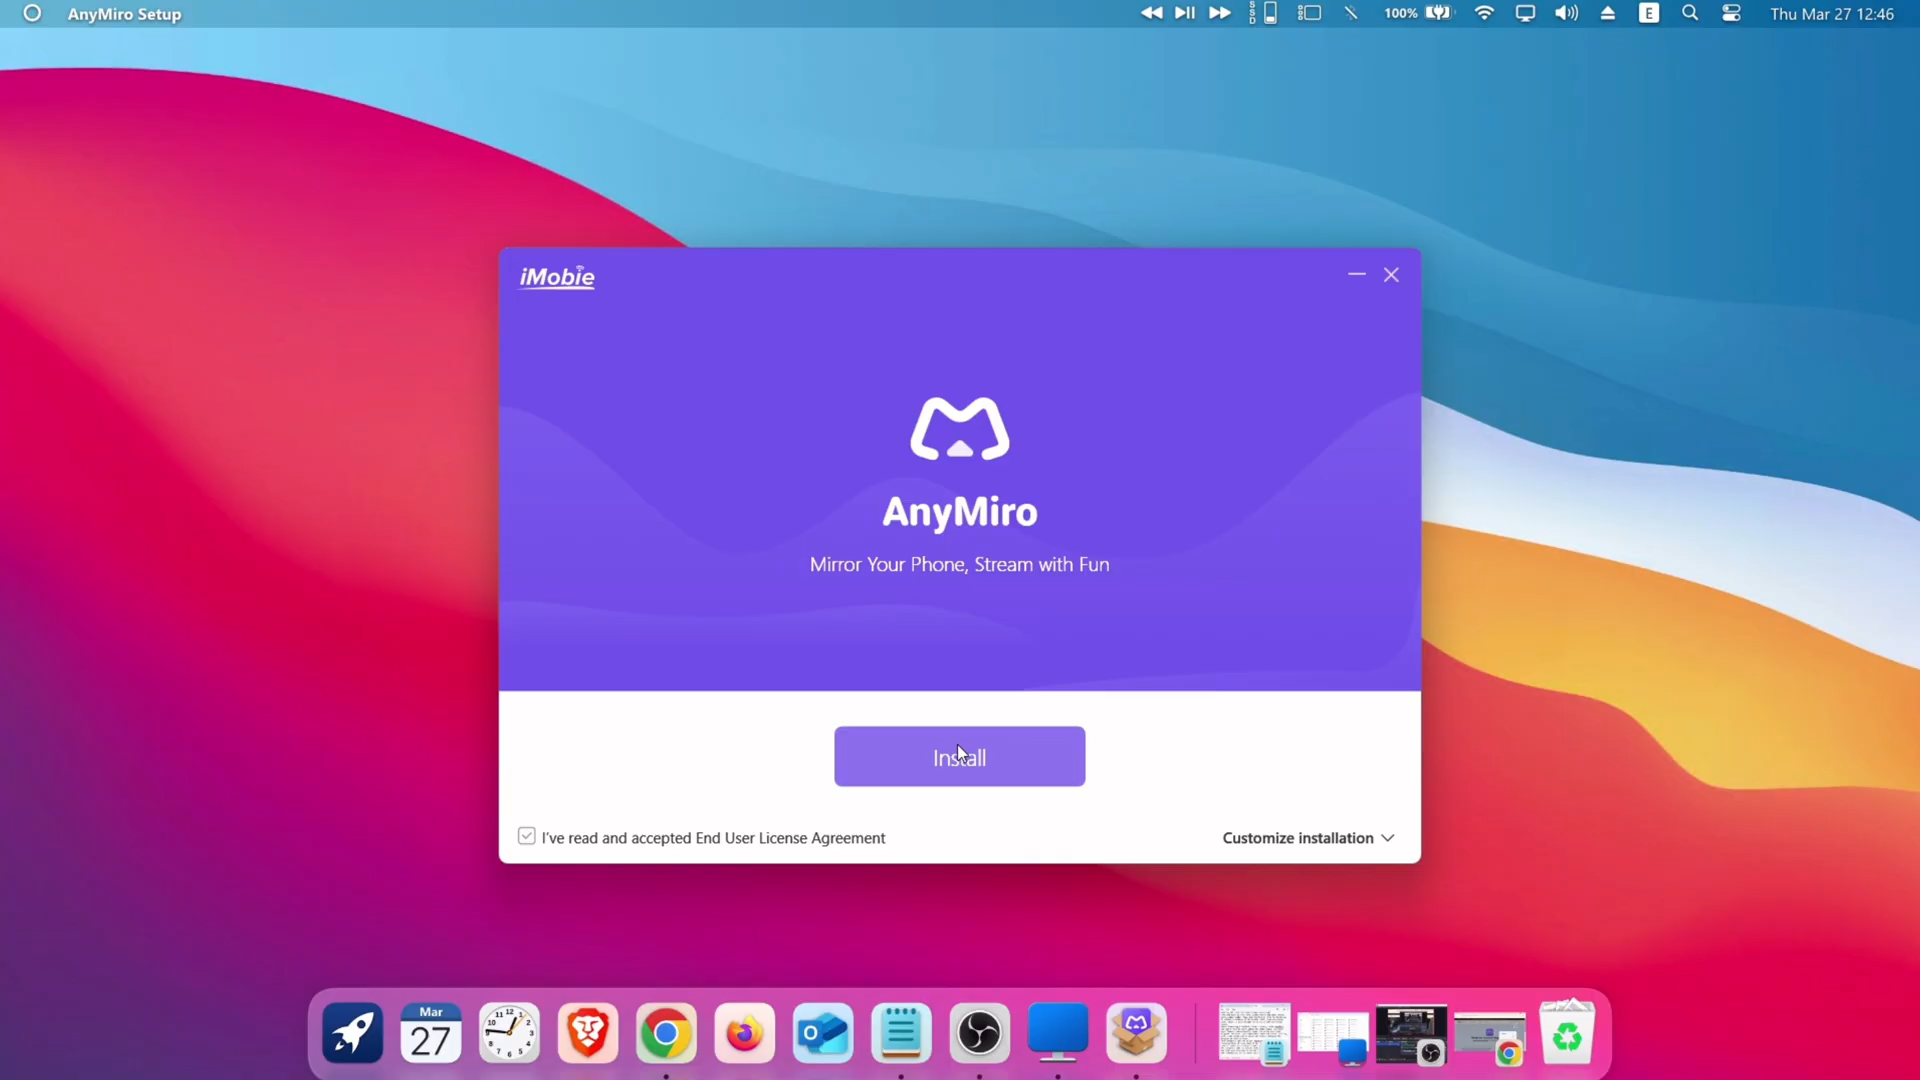 AnyMiro Setup
S
S
D
100%
E
Thu Mar 27 12:46
iMobie
AnyMiro
Mirror Your Phone, Stream with Fun
Install
I've read and accepted End User License Agreement
Customize installation
Mar
27